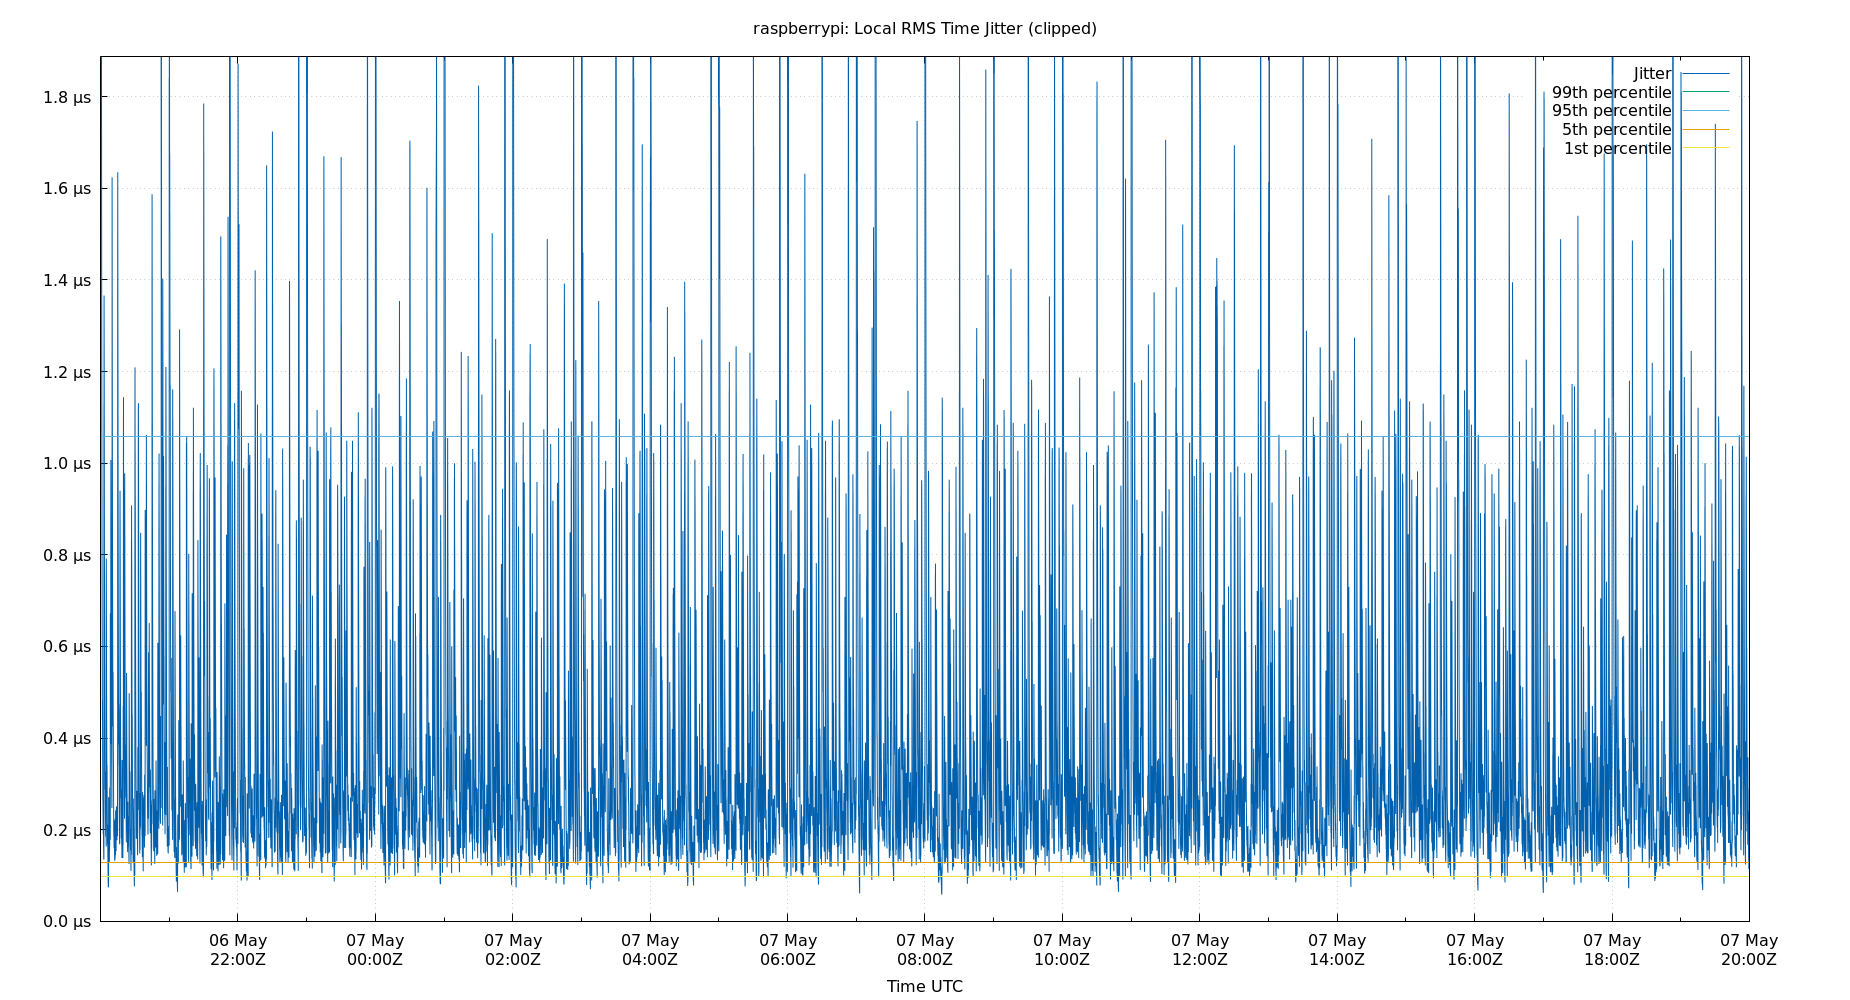 raspberrypi: Local RMS Time Jitter (clipped)
Jitter
99th percentile
95th percentile
5th percentile
1st percentile
1.8 µs
1.6 µs
1.4 µs
1.2 µs
1.0 µs
0.8 µs
0.6 µs
0.4 µs
0.2 µs
0.0 µs
06 May 07 May 07 May 07 May 07 May 07 May 07 May 07 May 07 May 07 May 07 May 07 May
22:00Z 00:00Z 02:00Z 04:00Z 06:00Z 08:00Z 10:00Z 12:00Z 14:00Z 16:00Z 18:00Z 20:00Z
Time UTC